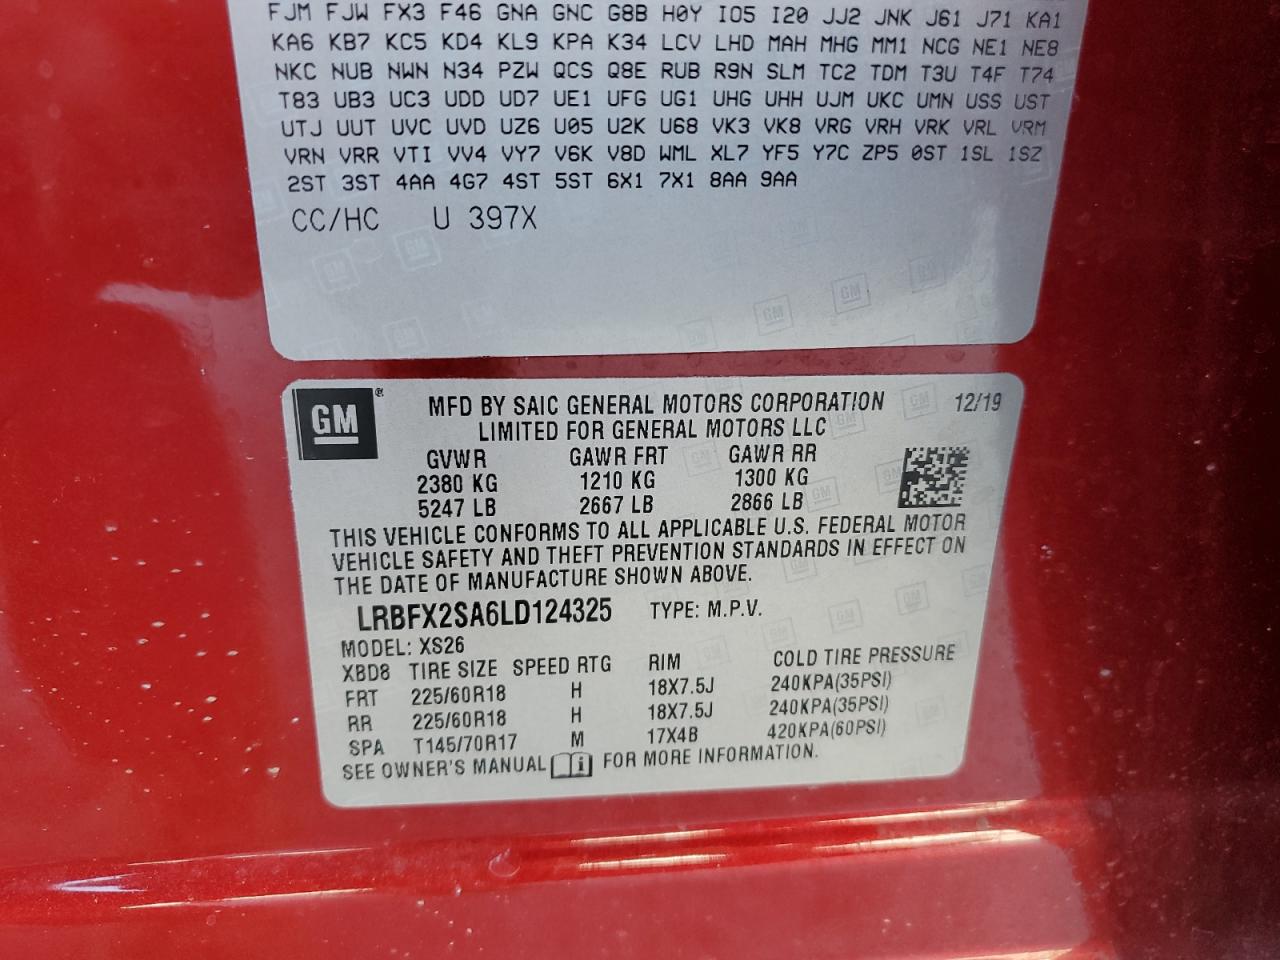 FJM FJW FX3 F46 GNA GNC G8B H0Y I05 I20 JJ2 JNK J61 J71 KA1
KA6 KB7 KC5 KD4 KL9 KPA K34 LCV LHD MAH MHG MM1 NCG NE1 NE8
NKC NUB NWN N34 PZW QCS Q8E RUB R9N SLM TC2 TDM T3U T4F T74
T83 UB3 UC3 UDD UD7 UE1 UFG UG1 UHG UHH UJM UKC UMN USS UST
UTJ UUT UVC UVD UZ6 U05 U2K U68 VK3 VK8 VRG VRH VRK VRL VRM
VRN VRR VTI VV4 VY7 V6K V8D WML XL7 YF5 Y7C ZP5 0ST 1SL 1SZ
2ST 3ST 4AA 4G7 4ST 5ST 6X1 7X1 8AA 9AA
CC/HC U 397X
GM ® MFD BY SAIC GENERAL MOTORS CORPORATION 12/19
LIMITED FOR GENERAL MOTORS LLC
GVWR GAWR FRT GAWR RR
2380 KG 1210 KG 1300 KG
5247 LB 2667 LB 2866 LB
THIS VEHICLE CONFORMS TO ALL APPLICABLE U.S. FEDERAL MOTOR
VEHICLE SAFETY AND THEFT PREVENTION STANDARDS IN EFFECT ON
THE DATE OF MANUFACTURE SHOWN ABOVE.
LRBFX2SA6LD124325 TYPE: M.P.V.
MODEL: XS26
XBD8 TIRE SIZE SPEED RTG RIM COLD TIRE PRESSURE
FRT 225/60R18 H 18X7.5J 240KPA(35PSI)
RR 225/60R18 H 18X7.5J 240KPA(35PSI)
SPA T145/70R17 M 17X4B 420KPA(60PSI)
SEE OWNER'S MANUAL i FOR MORE INFORMATION.